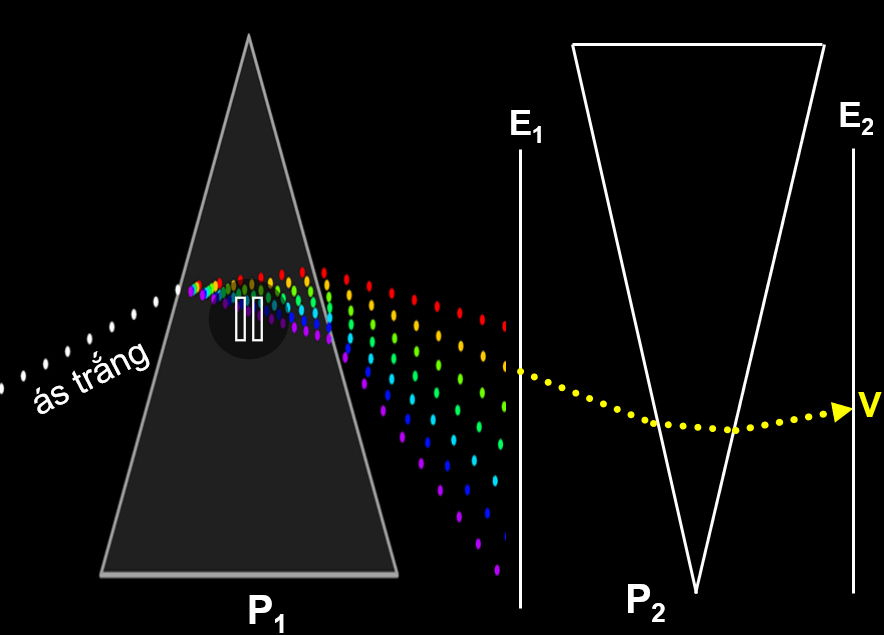 E₁
E₂
ás trắng
V
P₁
P₂